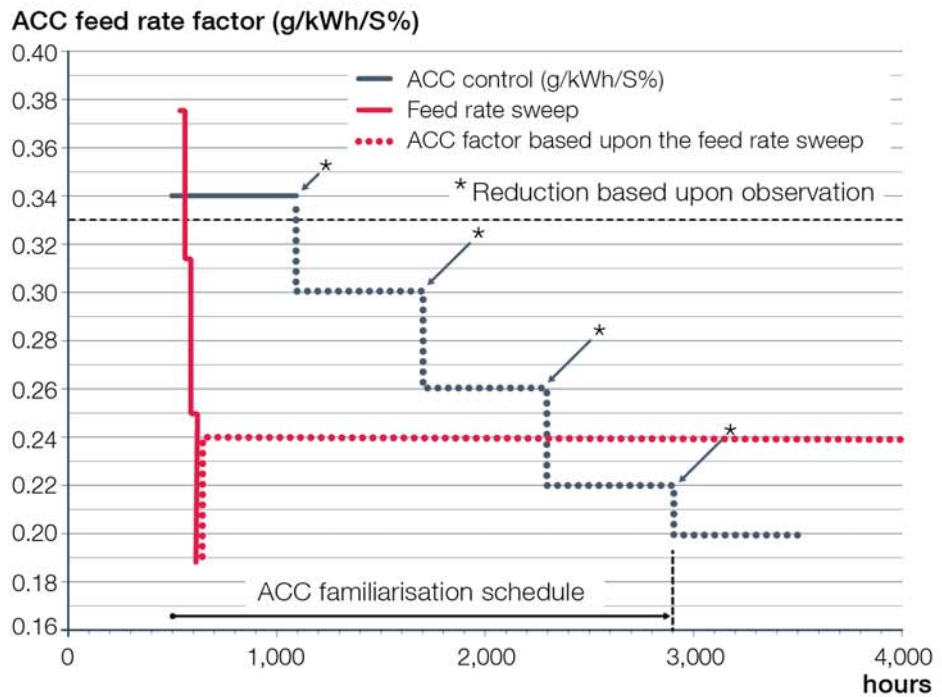 ACC feed rate factor (g/kWh/S%)
0.40
ACC control (g/kWh/S%)
0.38
Feed rate sweep
0.36
ACC factor based upon the feed rate sweep
*
0.34
* Reduction based upon observation
0.32
*
0.30
0.28
*
0.26
0.24
*
0.22
0.20
0.18
ACC familiarisation schedule
0.16
0 1,000 2,000 3,000 4,000
hours